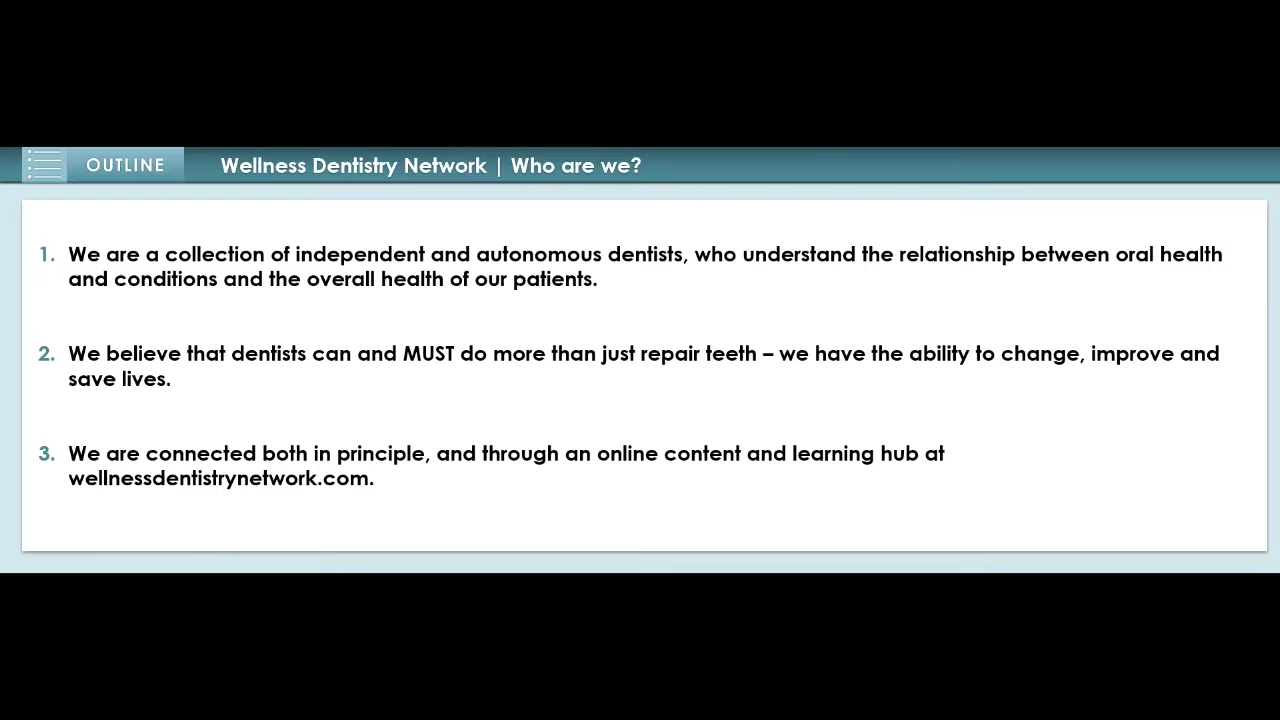 OUTLINE
Wellness Dentistry Network | Who are we?
1. We are a collection of independent and autonomous dentists, who understand the relationship between oral health
and conditions and the overall health of our patients.
2. We believe that dentists can and MUST do more than just repair teeth – we have the ability to change, improve and
save lives.
3. We are connected both in principle, and through an online content and learning hub at
wellnessdentistrynetwork.com.